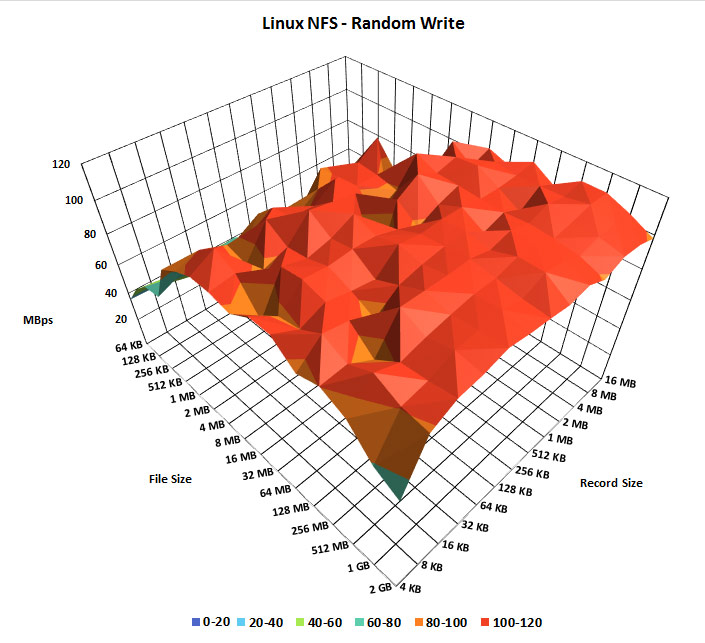 Linux NFS - Random Write
120
100
80
60
40
20
MBps
64 KB
128 KB
256 KB
512 KB
1 MB
2 MB
4 MB
8 MB
16 MB
32 MB
64 MB
128 MB
256 MB
512 MB
1 GB
2 GB
File Size
16 MB
8 MB
4 MB
2 MB
1 MB
512 KB
256 KB
128 KB
64 KB
32 KB
16 KB
8 KB
4 KB
Record Size
0-20 20-40 40-60 60-80 80-100 100-120